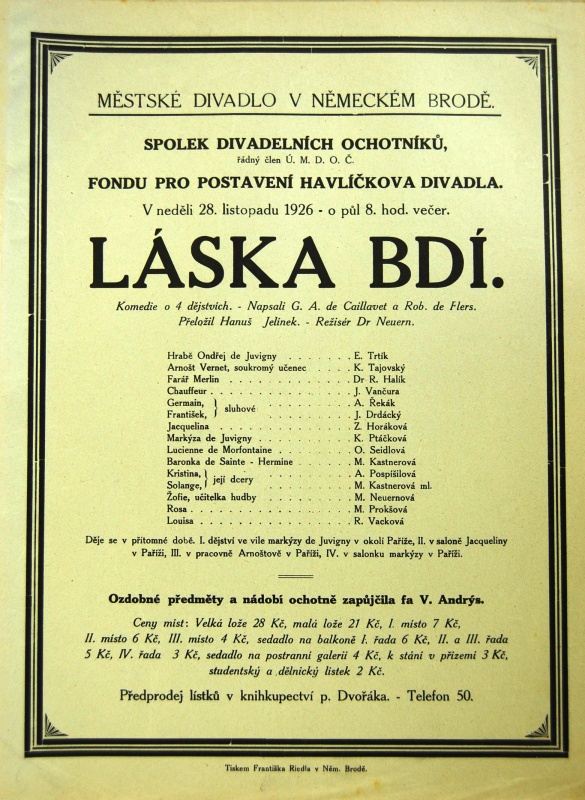 MĚSTSKÉ DIVADLO V NĚMECKÉM BRODĚ.
SPOLEK DIVADELNÍCH OCHOTNÍKŮ,
řádný člen Ú. M. D. O. Č.
FONDU PRO POSTAVENÍ HAVLÍČKOVA DIVADLA.
V neděli 28. listopadu 1926 - o půl 8. hod. večer.
LÁSKA BDÍ.
Komedie o 4 dějstvích. - Napsali G. A. de Caillavet a Rob. de Flers.
Přeložil Hanuš Jelinek. - Režisér Dr Neuern.
Hrabě Ondřej de Juvigny . . . . . . . E. Trtík
Arnošt Vernet, soukromý učenec . . . . K. Tajovský
Farář Merlin . . . . . . . . . . . . . Dr R. Halík
Chauffeur . . . . . . . . . . . . . . J. Vančura
Germain, } sluhové . . . . . . . . . A. Řekák
František, } . . . . . . . . . J. Drdácký
Jacquelina . . . . . . . . . . . . . Z. Horáková
Markýza de Juvigny . . . . . . . . . . K. Ptáčková
Lucienne de Morfontaine . . . . . . . . O. Seidlová
Baronka de Sainte - Hermine . . . . . . M. Kastnerová
Kristina, } její dcery . . . . . . . . . A. Pospíšilová
Solange, } . . . . . . . . . M. Kastnerová ml.
Žofie, učitelka hudby . . . . . . . . . M. Neuernová
Rosa . . . . . . . . . . . . . . . . M. Prokšová
Louisa . . . . . . . . . . . . . . . R. Vacková
Děje se v přítomné době. I. dějství ve vile markýzy de Juvigny v okolí Paříže, II. v saloně Jacqueliny
v Paříži, III. v pracovně Arnoštově v Paříži, IV. v salonku markýzy v Paříži.
Ozdobné předměty a nádobí ochotně zapůjčila fa V. Andrýs.
Ceny míst: Velká lože 28 Kč, malá lože 21 Kč, I. místo 7 Kč,
II. místo 6 Kč, III. místo 4 Kč, sedadlo na balkoně I. řada 6 Kč, II. a III. řada
5 Kč, IV. řada 3 Kč, sedadlo na postranní galerii 4 Kč, k stání v přízemí 3 Kč,
studentský a dělnický lístek 2 Kč.
Předprodej lístků v knihkupectví p. Dvořáka. - Telefon 50.
Tiskem Františka Riedla v Něm. Brodě.